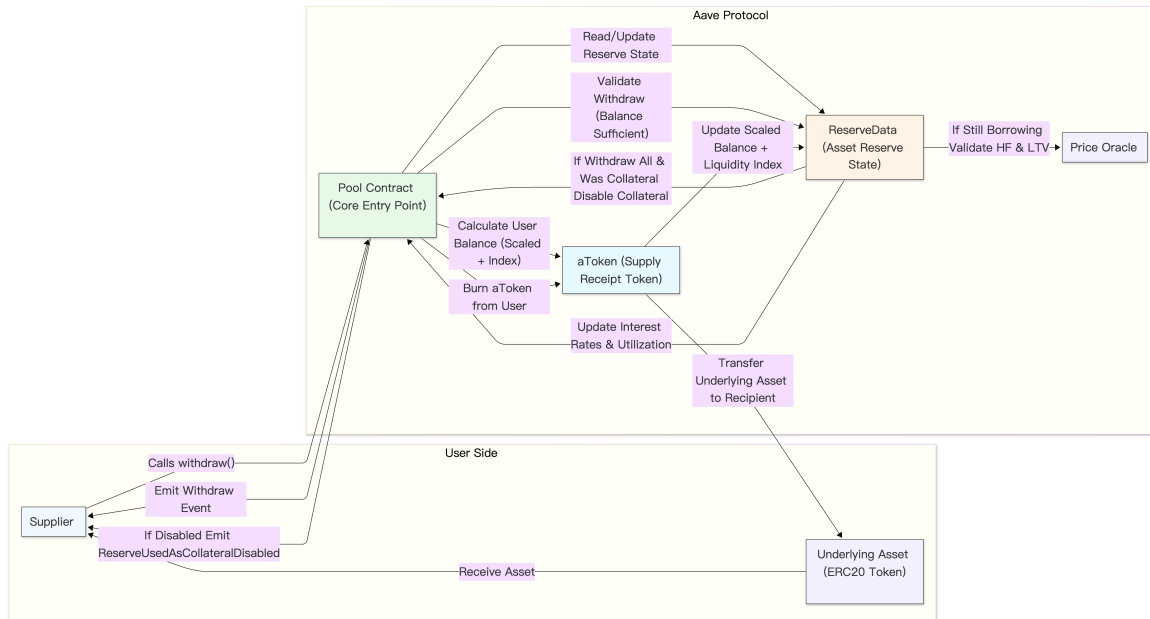 Aave Protocol
Read/Update
Reserve State
Validate
Withdraw
(Balance
Sufficient)
Update Scaled
Balance +
Liquidity Index
ReserveData
(Asset Reserve
State)
If Still Borrowing
Validate HF & LTV
Price Oracle
If Withdraw All &
Was Collateral
Disable Collateral
Pool Contract
(Core Entry Point)
Calculate User
Balance (Scaled
+ Index)
aToken (Supply
Receipt Token)
Burn aToken
from User
Update Interest
Rates & Utilization
Transfer
Underlying Asset
to Recipient
User Side
Calls withdraw()
Emit Withdraw
Event
Supplier
If Disabled Emit
ReserveUsedAsCollateralDisabled
Receive Asset
Underlying Asset
(ERC20 Token)